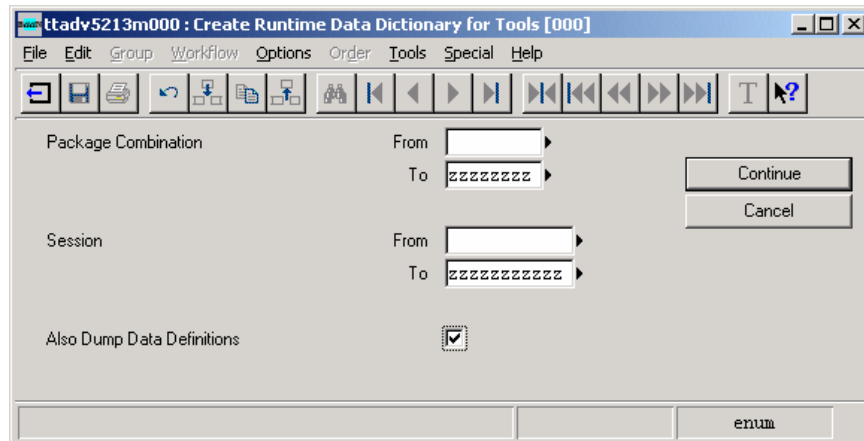 ttadv5213m000 : Create Runtime Data Dictionary for Tools [000]
File Edit Group Workflow Options Order Tools Special Help
T ?
Package Combination From
To zzzzzzzz
Continue
Cancel
Session From
To zzzzzzzzzzz
Also Dump Data Definitions
enum